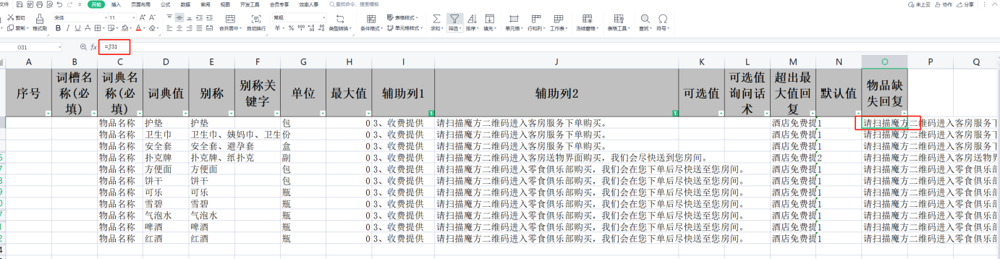 文件 开始 插入 页面布局 公式 数据 审阅 视图 开发工具 会员专享 效率人事 查找命令、搜索模板 未上云 协作 分享
剪切 宋体 11 常规 表格样式
复制 格式刷 合并居中 自动换行 类型转换 条件格式 单元格样式 求和 筛选 排序 填充 单元格 行和列 工作表 冻结窗格 表格工具 查找 符号
O31 fx =J31
A B C D E F G H I J K L M N O P Q
序号 词槽名称(必填) 词典名称(必填) 词典值 别称 别称关键字 单位 最大值 辅助列1 辅助列2 可选值 可选值询问话术 超出最大值回复 默认值 物品缺失回复
物品名称 护垫 护垫 包 0 3、收费提供 请扫描魔方二维码进入客房服务下单购买。 酒店免费提 1 请扫描魔方二维码进入客房服务下
物品名称 卫生巾 卫生巾、姨妈巾、卫生 份 0 3、收费提供 请扫描魔方二维码进入客房服务下单购买。 酒店免费提 1 请扫描魔方二维码进入客房服务下
物品名称 安全套 安全套、避孕套 盒 0 3、收费提供 请扫描魔方二维码进入客房服务下单购买。 酒店免费提 1 请扫描魔方二维码进入客房服务下
物品名称 扑克牌 扑克牌、纸扑克 副 0 3、收费提供 请扫描魔方二维码进入客房送物界面购买，我们会尽快送到您房间。 酒店免费提 2 请扫描魔方二维码进入客房送物界
物品名称 方便面 方便面 包 0 3、收费提供 请扫描魔方二维码进入零食俱乐部购买，我们会在您下单后尽快送至您房间。 酒店免费提 1 请扫描魔方二维码进入零食俱乐部
物品名称 饼干 饼干 包 0 3、收费提供 请扫描魔方二维码进入零食俱乐部购买，我们会在您下单后尽快送至您房间。 酒店免费提 1 请扫描魔方二维码进入零食俱乐部
物品名称 可乐 可乐 瓶 0 3、收费提供 请扫描魔方二维码进入零食俱乐部购买，我们会在您下单后尽快送至您房间。 酒店免费提 1 请扫描魔方二维码进入零食俱乐部
物品名称 雪碧 雪碧 瓶 0 3、收费提供 请扫描魔方二维码进入零食俱乐部购买，我们会在您下单后尽快送至您房间。 酒店免费提 1 请扫描魔方二维码进入零食俱乐部
物品名称 气泡水 气泡水 瓶 0 3、收费提供 请扫描魔方二维码进入零食俱乐部购买，我们会在您下单后尽快送至您房间。 酒店免费提 1 请扫描魔方二维码进入零食俱乐部
物品名称 啤酒 啤酒 瓶 0 3、收费提供 请扫描魔方二维码进入零食俱乐部购买，我们会在您下单后尽快送至您房间。 酒店免费提 1 请扫描魔方二维码进入零食俱乐部
物品名称 红酒 红酒 瓶 0 3、收费提供 请扫描魔方二维码进入零食俱乐部购买，我们会在您下单后尽快送至您房间。 酒店免费提 1 请扫描魔方二维码进入零食俱乐部